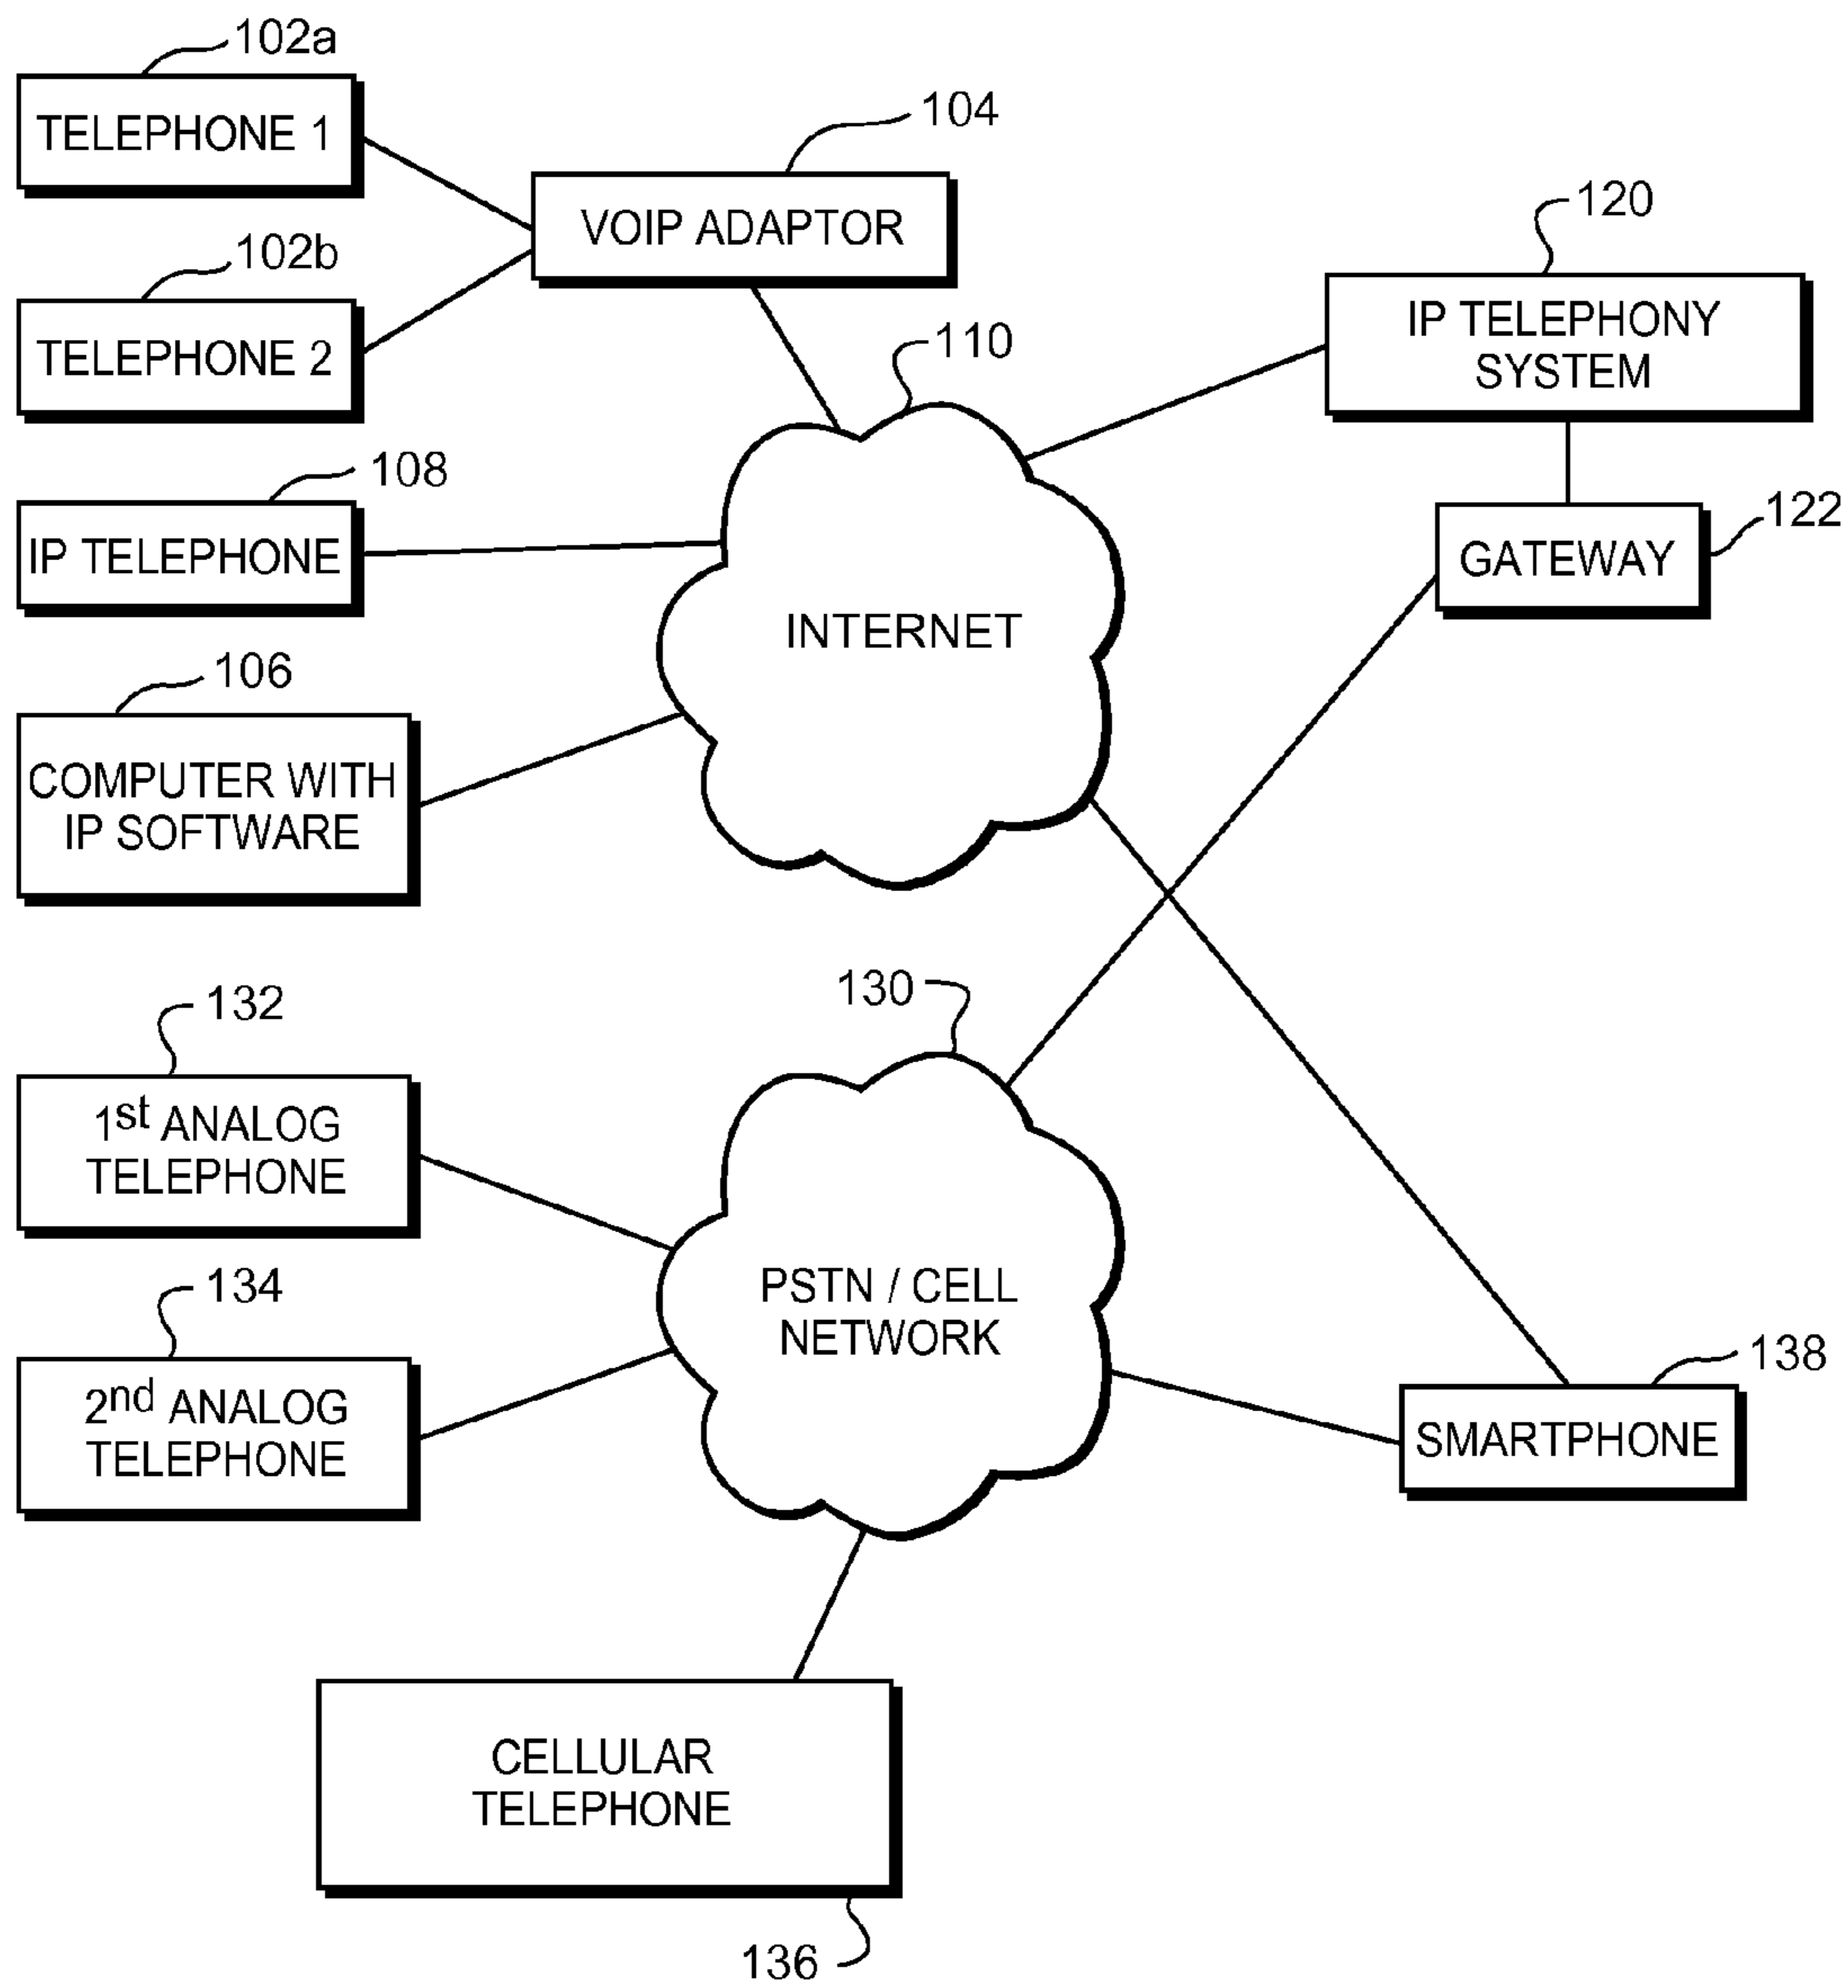 102a
TELEPHONE 1
104
VOIP ADAPTOR
120
IP TELEPHONY
SYSTEM
102b
TELEPHONE 2
110
108
IP TELEPHONE
122
GATEWAY
INTERNET
106
COMPUTER WITH
IP SOFTWARE
130
132
1st ANALOG
TELEPHONE
134
2nd ANALOG
TELEPHONE
PSTN / CELL
NETWORK
138
SMARTPHONE
CELLULAR
TELEPHONE
136